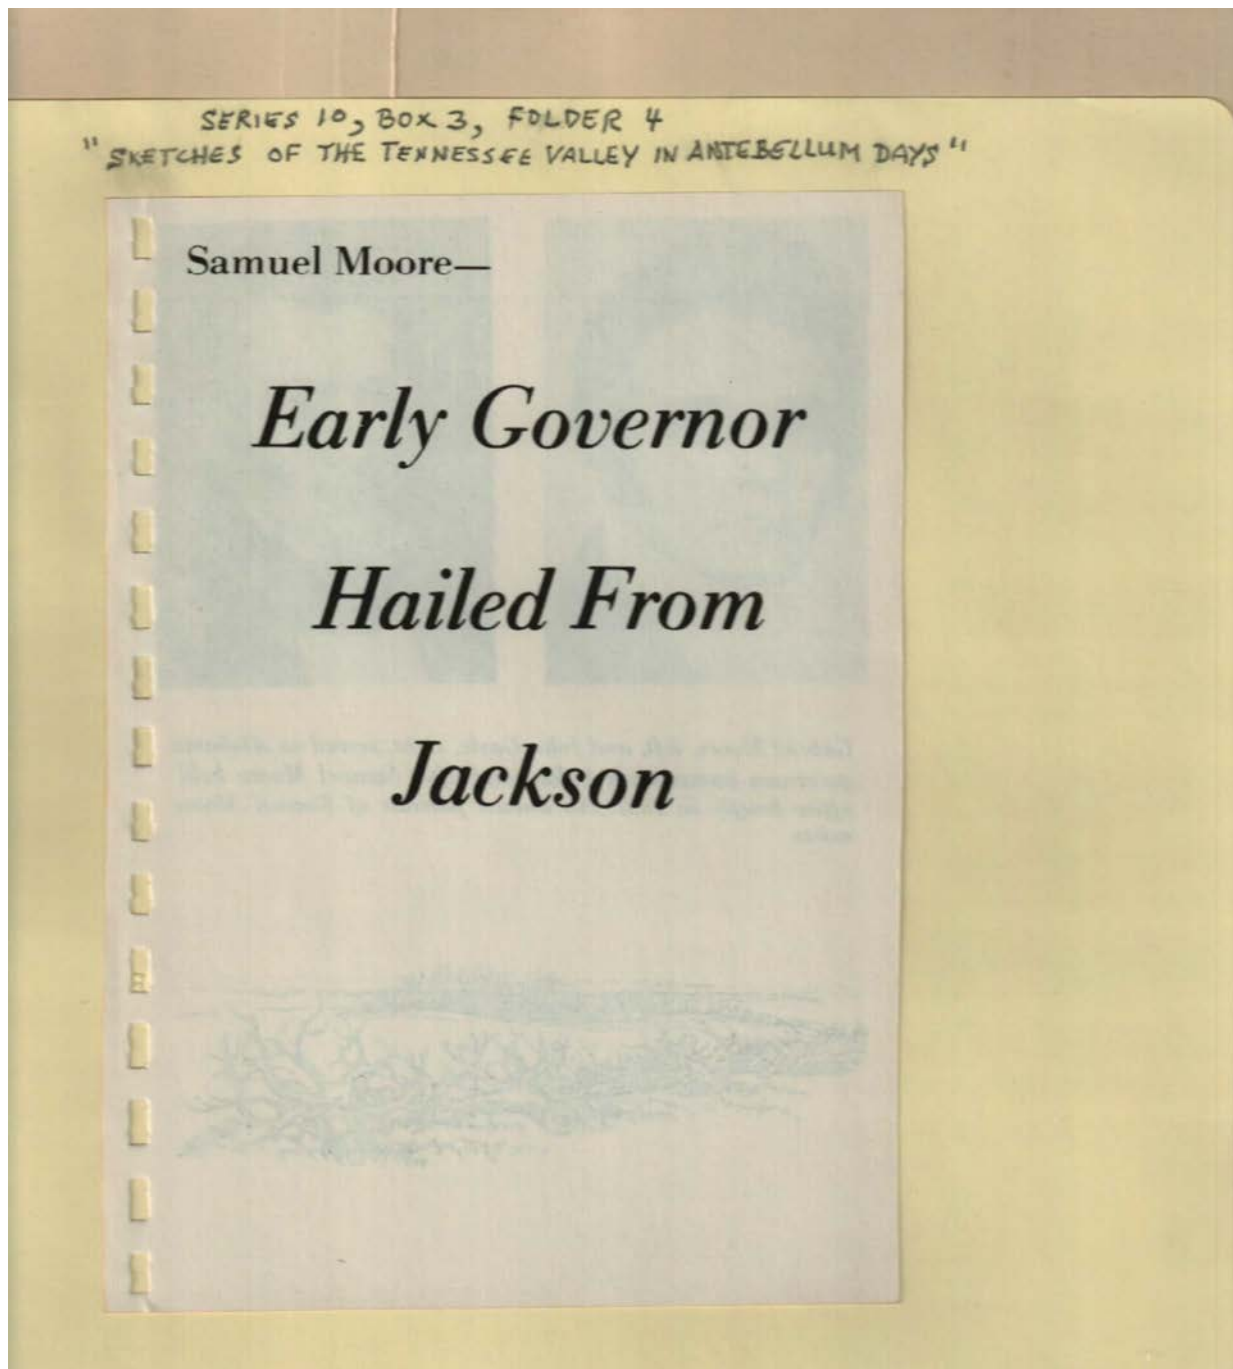 SERIES 10, BOX 3, FOLDER 4
"SKETCHES OF THE TENNESSEE VALLEY IN ANTEBELLUM DAYS"
Samuel Moore—
Early Governor
Hailed From
Jackson